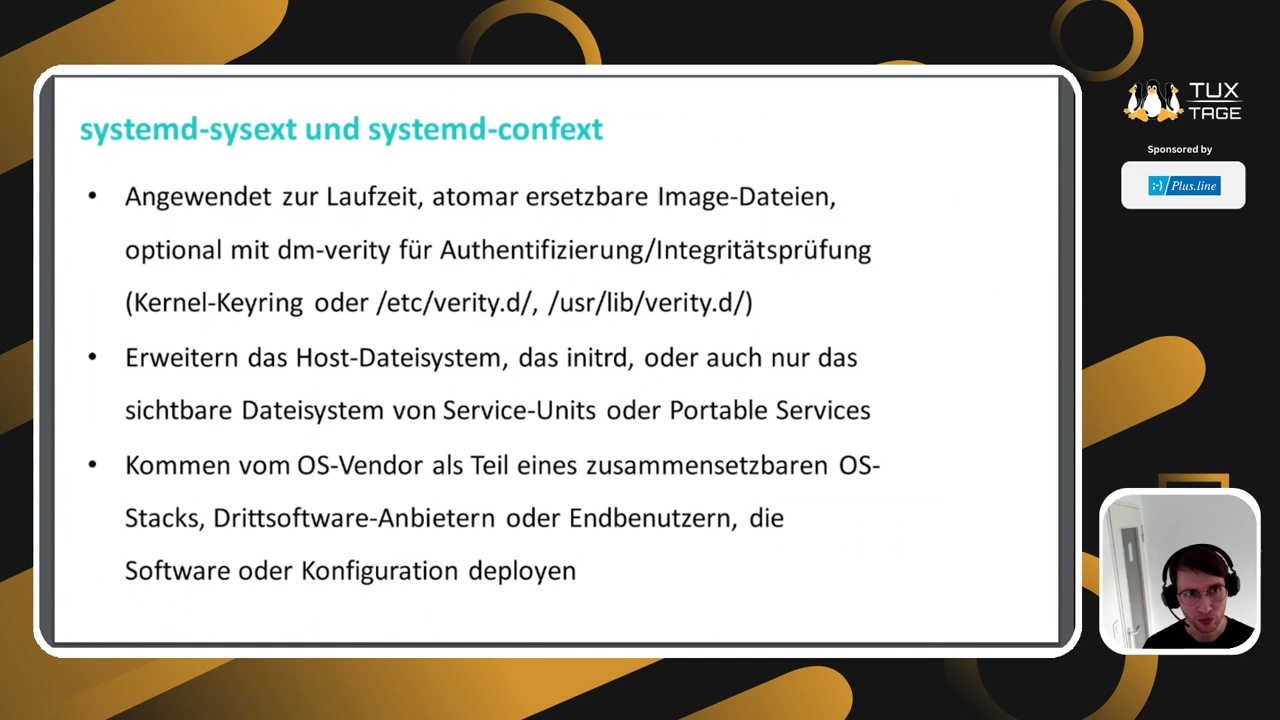 systemd-sysext und systemd-confext
• Angewendet zur Laufzeit, atomar ersetzbare Image-Dateien,
optional mit dm-verity für Authentifizierung/Integritätsprüfung
(Kernel-Keyring oder /etc/verity.d/, /usr/lib/verity.d/)
• Erweitern das Host-Dateisystem, das initrd, oder auch nur das
sichtbare Dateisystem von Service-Units oder Portable Services
• Kommen vom OS-Vendor als Teil eines zusammensetzbaren OS-
Stacks, Drittsoftware-Anbietern oder Endbenutzern, die
Software oder Konfiguration deployen
TUX
TAGE
Sponsored by
;-) Plus.line